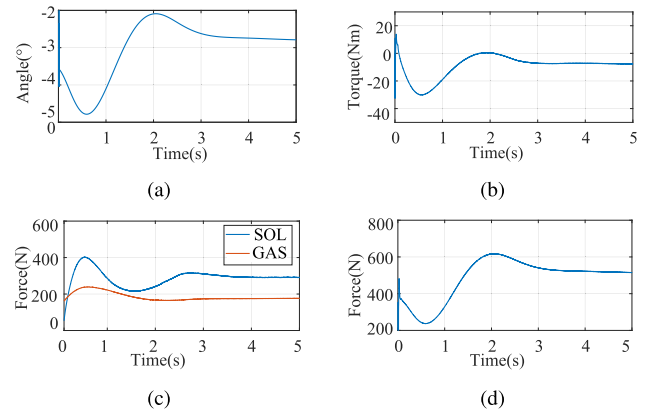 -2
-3
-4
-5
Angle(°)
0 1 2 3 4 5
Time(s)
(a)
20
0
-20
-40
Torque(Nm)
0 1 2 3 4 5
Time(s)
(b)
600
400
200
0
Force(N)
SOL
GAS
0 1 2 3 4 5
Time(s)
(c)
800
600
400
200
Force(N)
0 1 2 3 4 5
Time(s)
(d)